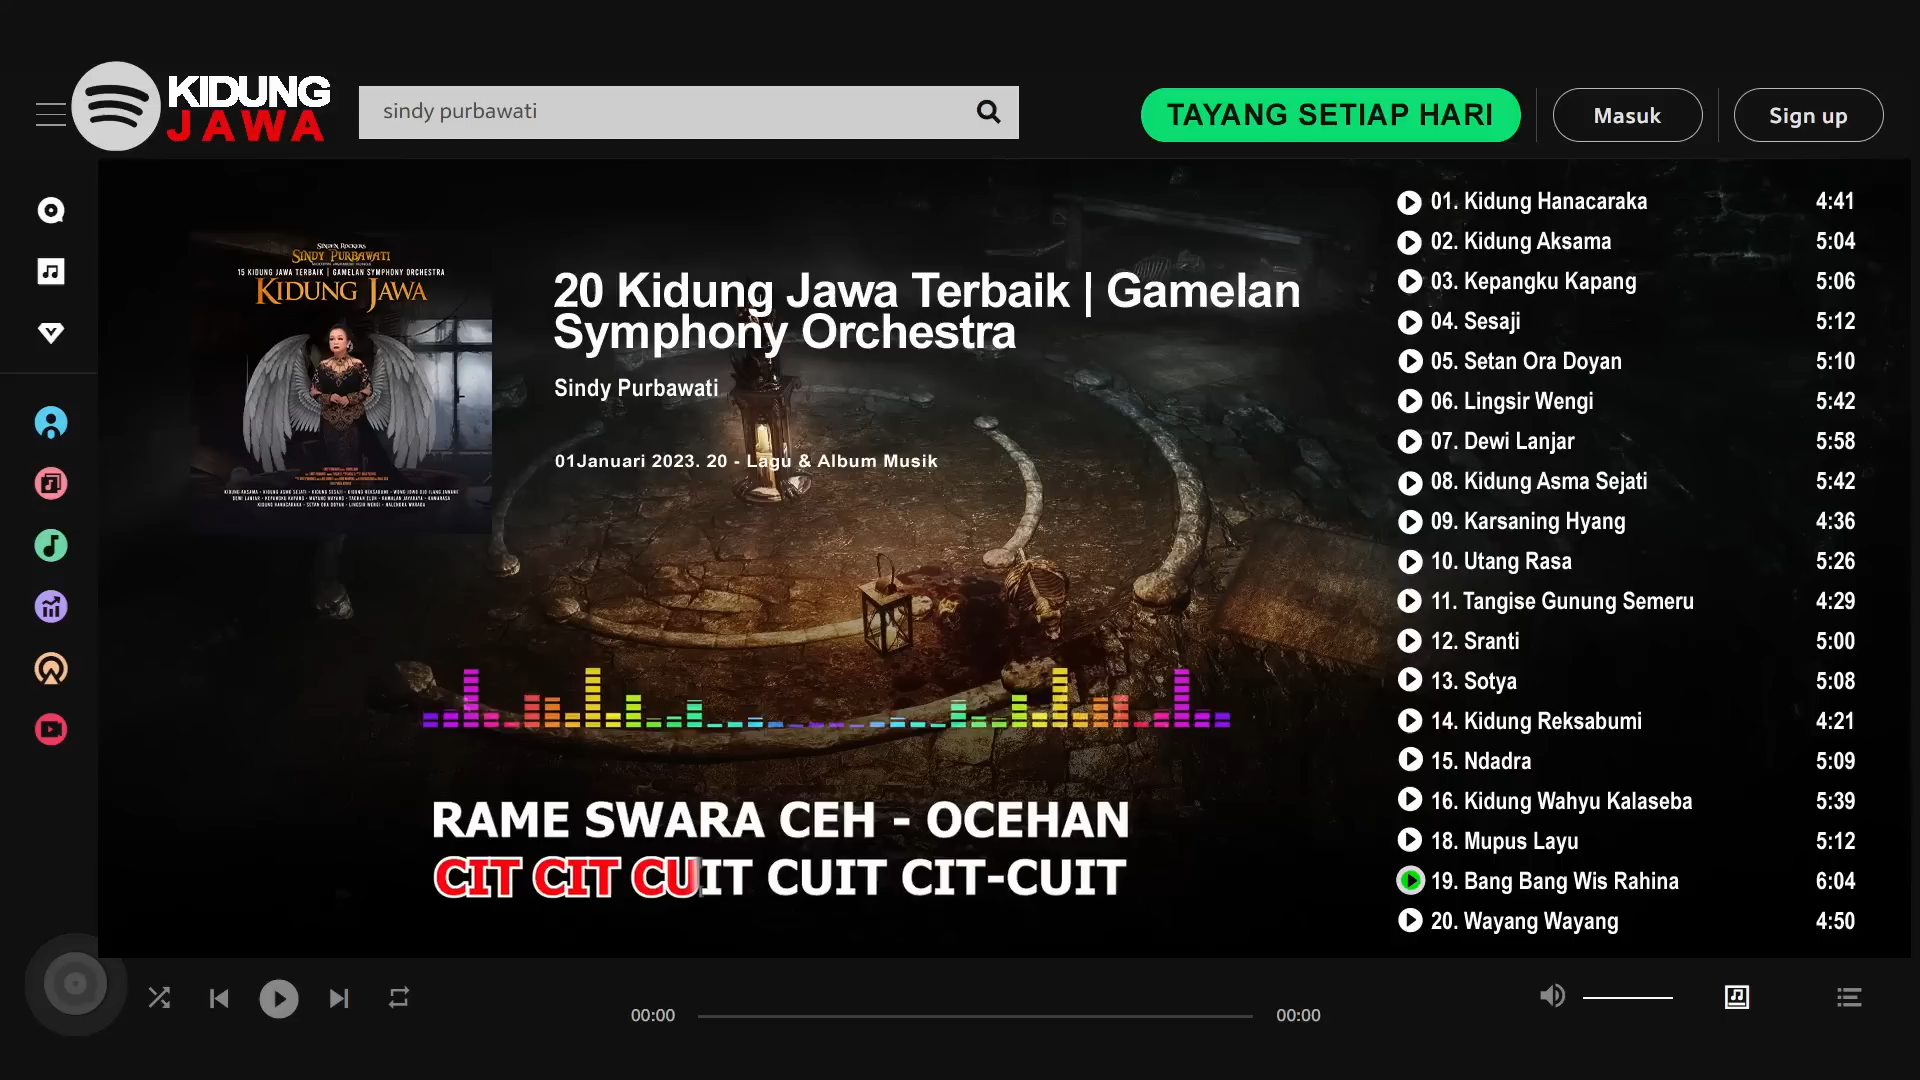 KIDUNG
JAWA
sindy purbawati
TAYANG SETIAP HARI
Masuk
Sign up
SINDEN ROCKERS
SINDY PURBAWATI
15 KIDUNG JAWA TERBAIK | GAMELAN SYMPHONY ORCHESTRA
KIDUNG JAWA
20 Kidung Jawa Terbaik | Gamelan
Symphony Orchestra
Sindy Purbawati
01Januari 2023. 20 - Lagu & Album Musik
RAME SWARA CEH - OCEHAN
CIT CIT CUIT CUIT CIT-CUIT
01. Kidung Hanacaraka 4:41
02. Kidung Aksama 5:04
03. Kepangku Kapang 5:06
04. Sesaji 5:12
05. Setan Ora Doyan 5:10
06. Lingsir Wengi 5:42
07. Dewi Lanjar 5:58
08. Kidung Asma Sejati 5:42
09. Karsaning Hyang 4:36
10. Utang Rasa 5:26
11. Tangise Gunung Semeru 4:29
12. Sranti 5:00
13. Sotya 5:08
14. Kidung Reksabumi 4:21
15. Ndadra 5:09
16. Kidung Wahyu Kalaseba 5:39
18. Mupus Layu 5:12
19. Bang Bang Wis Rahina 6:04
20. Wayang Wayang 4:50
00:00
00:00